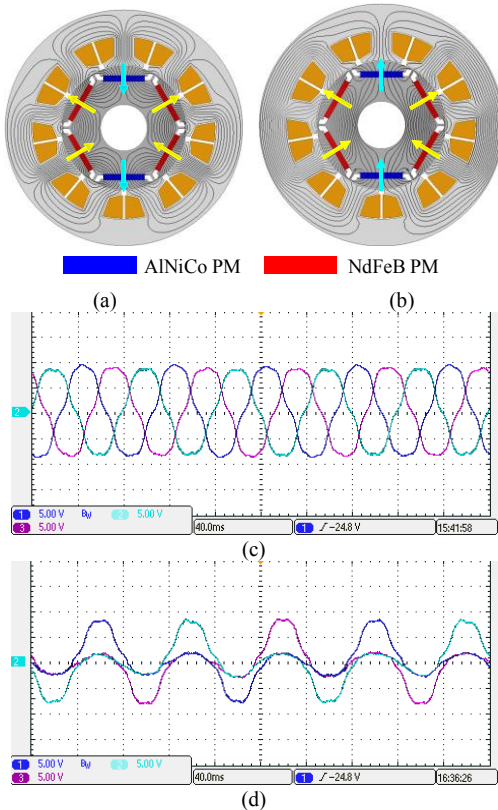 AlNiCo PM NdFeB PM
(a) (b)
2
1 5.00 V BW 2 5.00 V
3 5.00 V 40.0ms 1 ∫ −24.8 V 15:41:58
(c)
2
1 5.00 V BW 2 5.00 V
3 5.00 V 40.0ms 1 ∫ −24.8 V 16:36:26
(d)